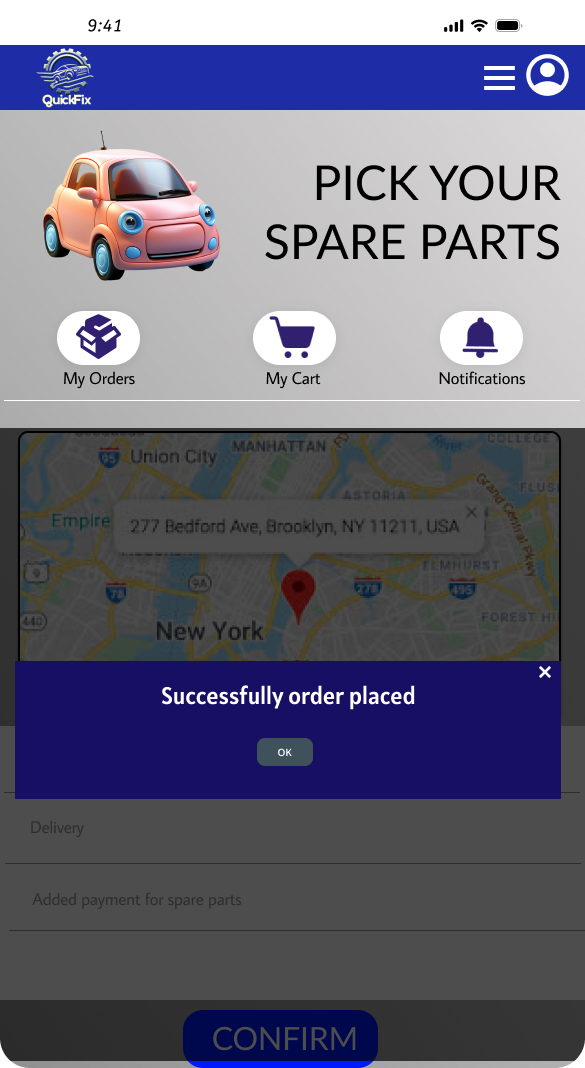 9:41
QuickFix
PICK YOUR
SPARE PARTS
My Orders
My Cart
Notifications
MANHATTAN
COLLEGE
95
Union City
ASTORIA
Grand Central Pkwy
FLUS
Empire
277 Bedford Ave, Brooklyn, NY 11211, USA
ELMHURST
9
9A
78
278
495
440
FOREST HI
New York
Successfully order placed
OK
Delivery
Added payment for spare parts
CONFIRM